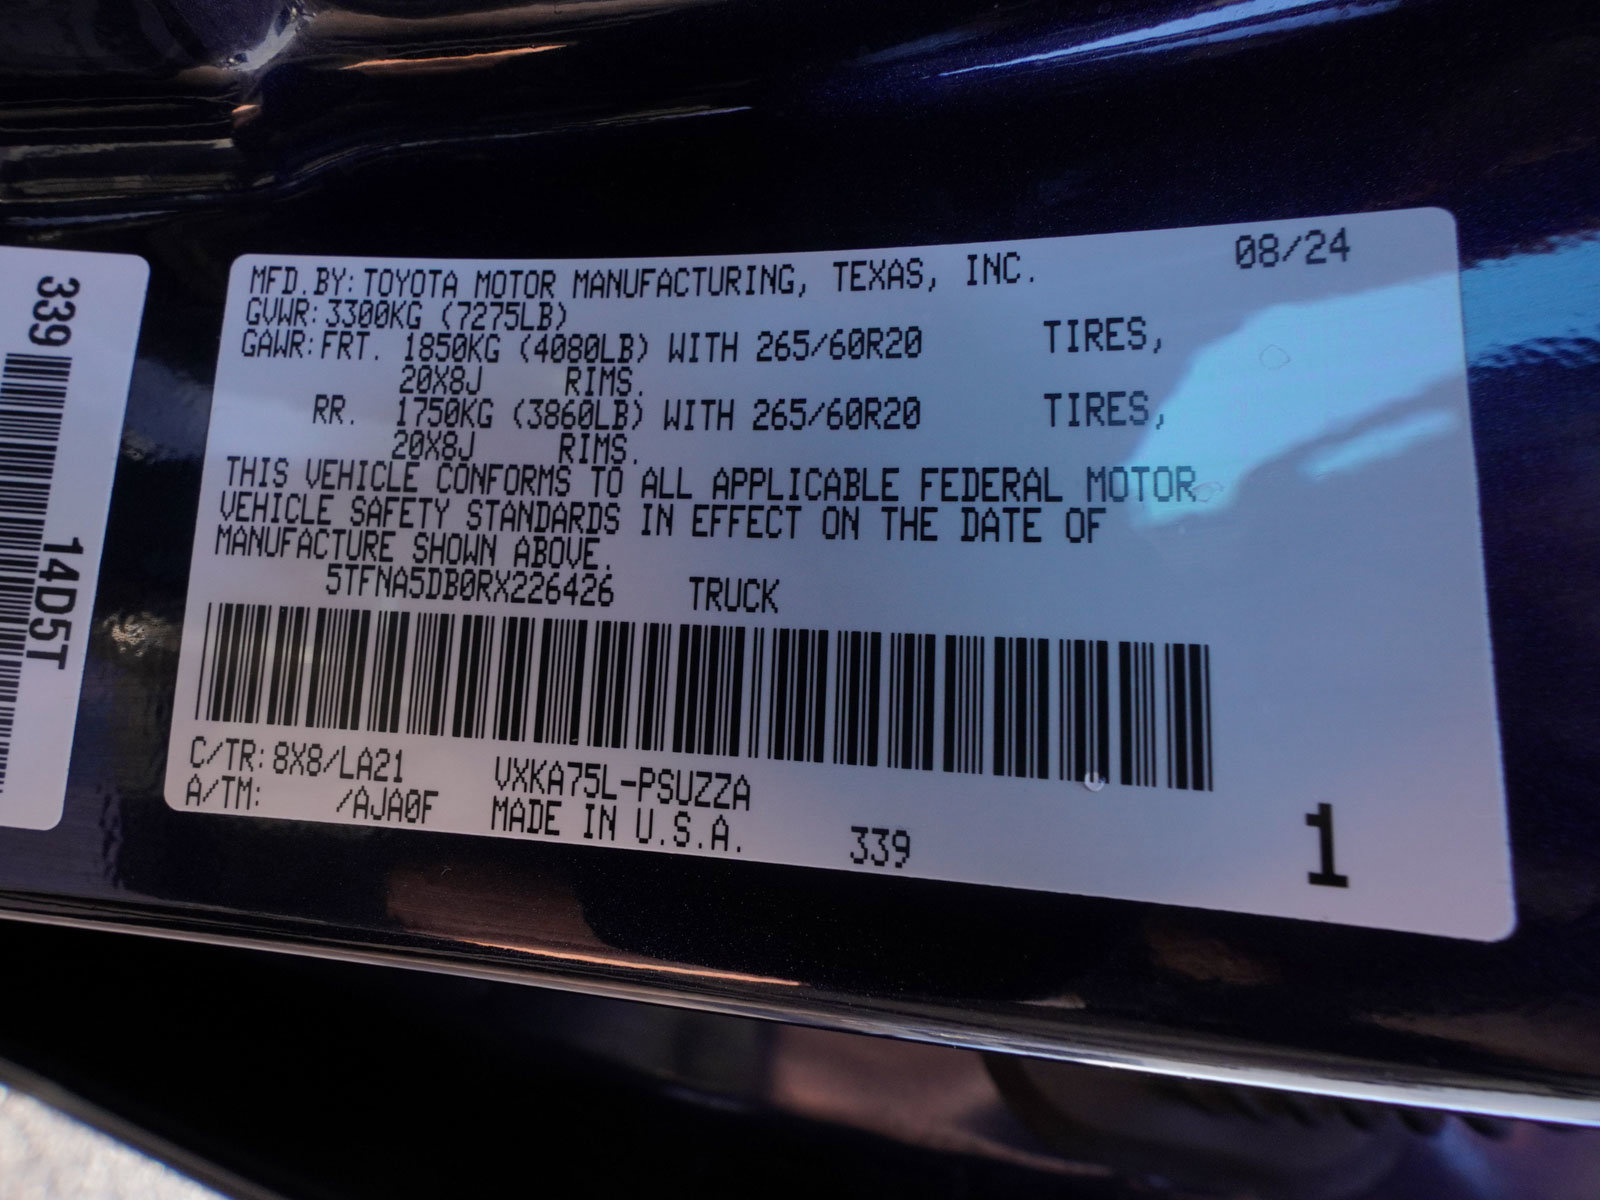 339
14D5T
08/24
MFD.BY: TOYOTA MOTOR MANUFACTURING, TEXAS, INC.
GVWR: 3300KG (7275LB)
GAWR: FRT. 1850KG (4080LB) WITH 265/60R20 TIRES,
20X8J RIMS.
RR. 1750KG (3860LB) WITH 265/60R20 TIRES,
20X8J RIMS.
THIS VEHICLE CONFORMS TO ALL APPLICABLE FEDERAL MOTOR
VEHICLE SAFETY STANDARDS IN EFFECT ON THE DATE OF
MANUFACTURE SHOWN ABOVE.
5TFNA5DB0RX226426 TRUCK
C/TR: 8X8/LA21 VXKA75L-PSUZZA
A/TM: /AJA0F MADE IN U.S.A. 339
1